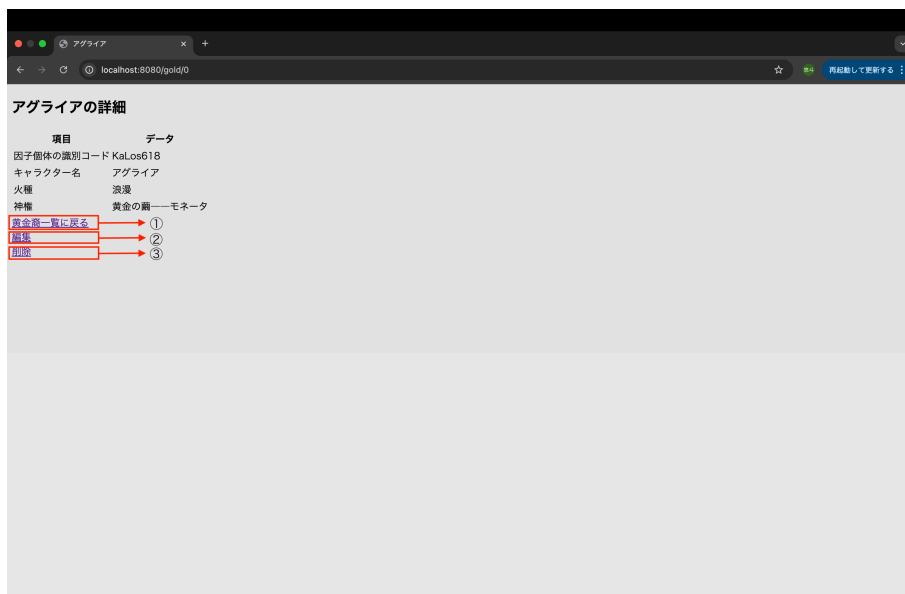 アグライア
localhost:8080/gold/0
再起動して更新する
アグライアの詳細
項目 データ
因子個体の識別コード KaLos618
キャラクター名 アグライア
火種 浪漫
神権 黄金の繭——モネータ
黄金裔一覧に戻る ①
編集 ②
削除 ③